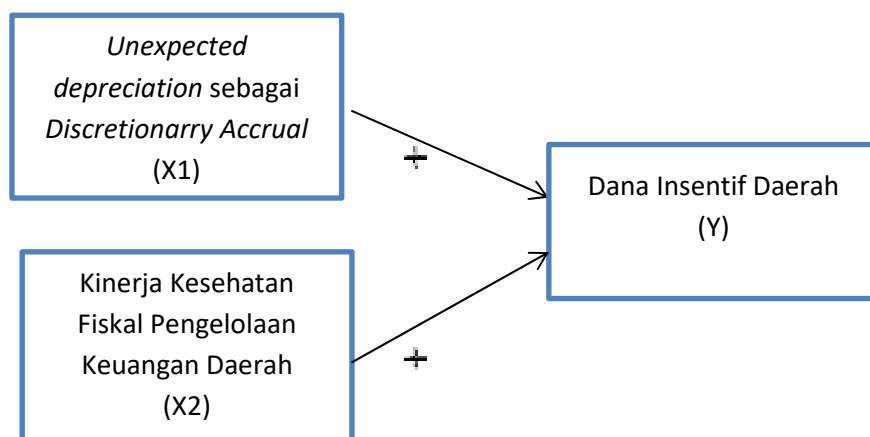 Unexpected
depreciation sebagai
Discretionarry Accrual
(X1)
+
Dana Insentif Daerah
(Y)
Kinerja Kesehatan
Fiskal Pengelolaan
Keuangan Daerah
(X2)
+